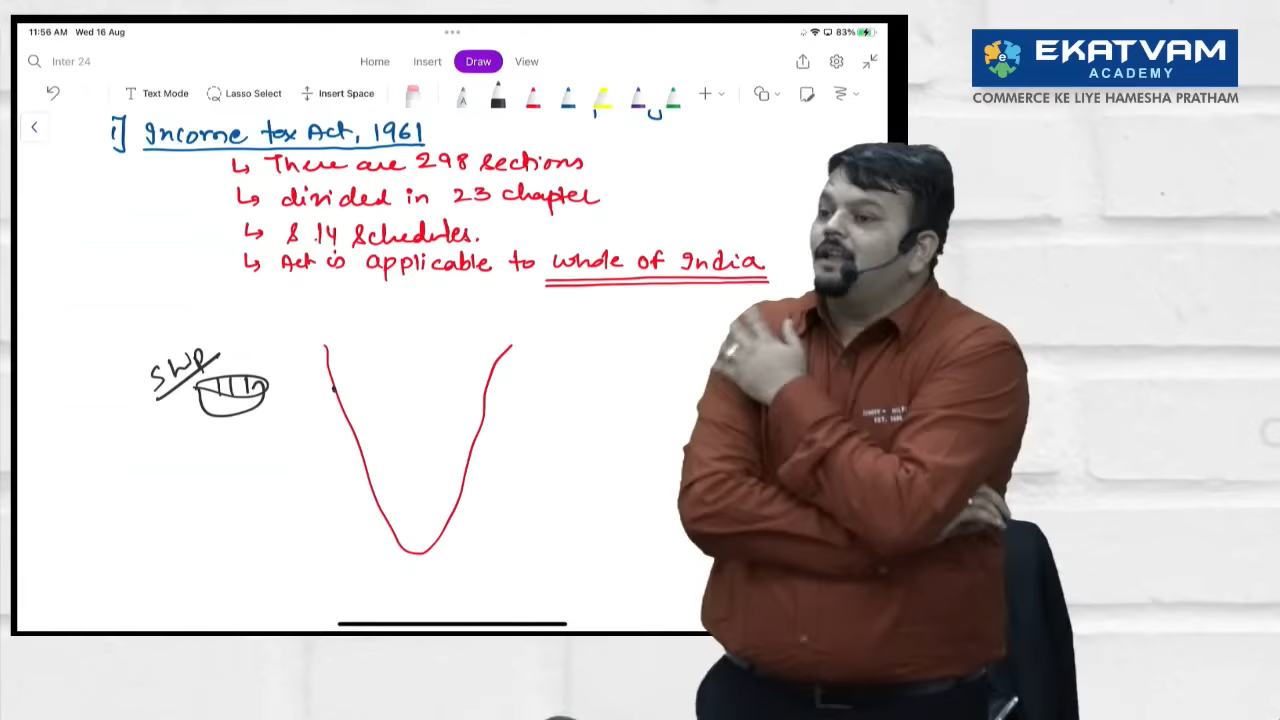 11:56 AM Wed 16 Aug
83%
EKATVAM
ACADEMY
COMMERCE KE LIYE HAMESHA PRATHAM
Inter 24
Home Insert Draw View
Text Mode Lasso Select Insert Space
i] Income tax Act, 1961
↳ There are 298 sections
↳ divided in 23 chapter
↳ & 14 Schedules.
↳ Act is applicable to whole of India
SWP